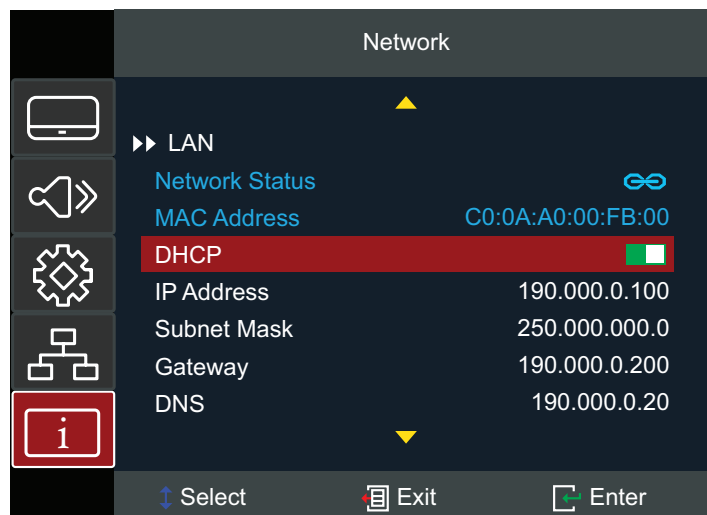 Network
LAN
Network Status
MAC Address C0:0A:A0:00:FB:00
DHCP
IP Address 190.000.0.100
Subnet Mask 250.000.000.0
Gateway 190.000.0.200
DNS 190.000.0.20
i
Select Exit Enter